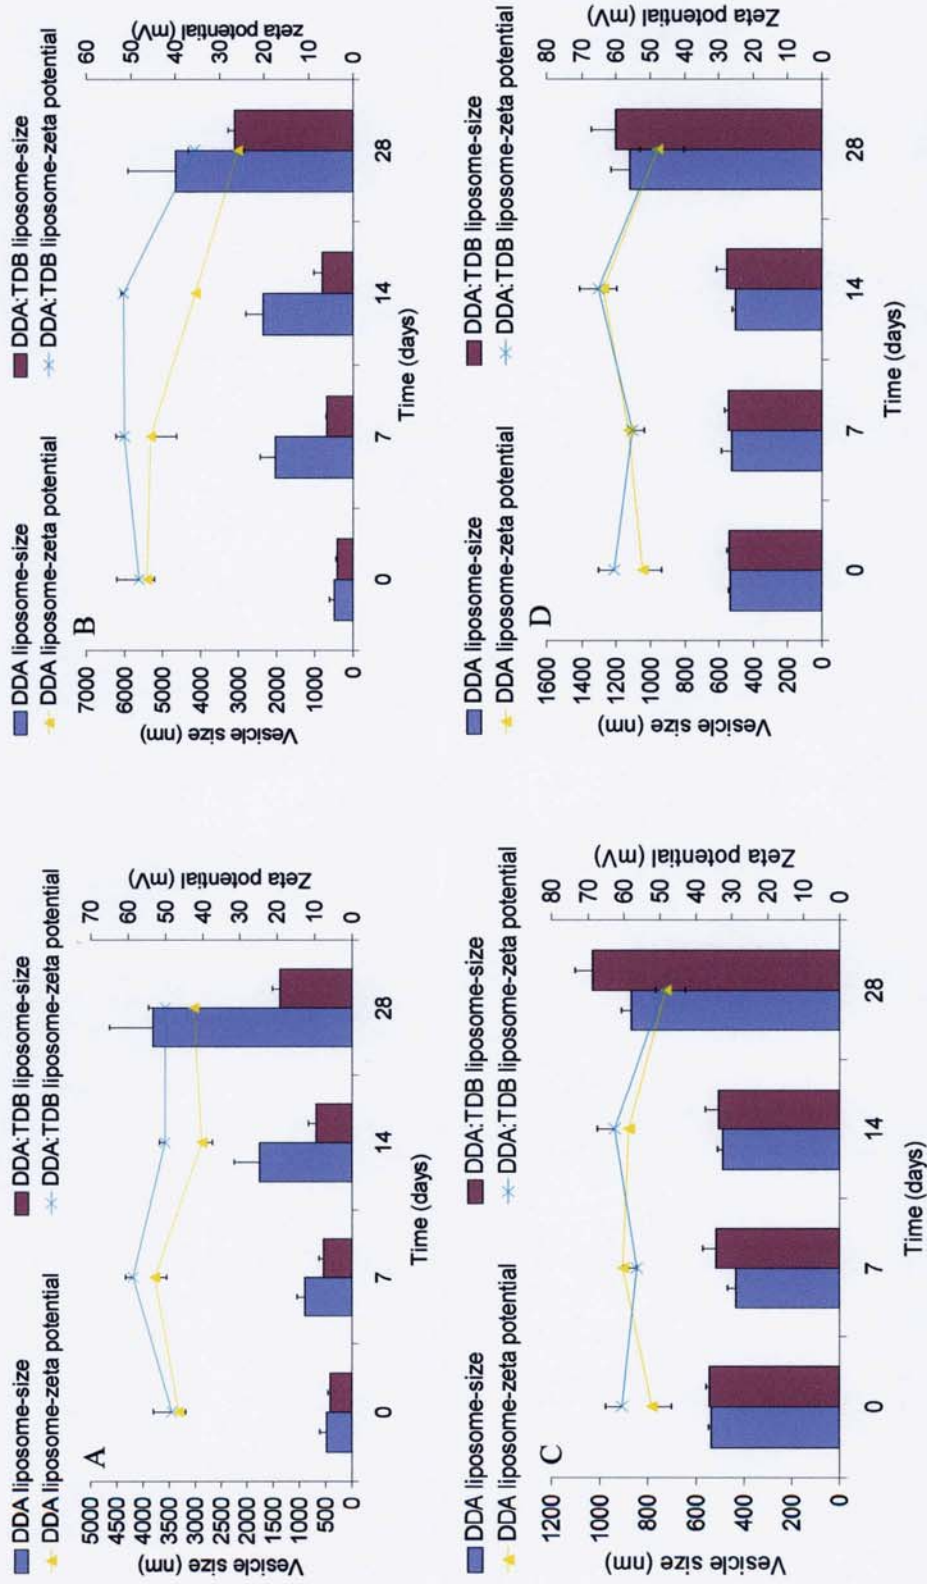 DDA liposome-size DDA:TDB liposome-size
DDA liposome-zeta potential DDA:TDB liposome-zeta potential
A
Vesicle size (nm)
5000
4500
4000
3500
3000
2500
2000
1500
1000
500
0
Zeta potential (mV)
70
60
50
40
30
20
10
0
0 7 14 28
Time (days)
DDA liposome-size DDA:TDB liposome-size
DDA liposome-zeta potential DDA:TDB liposome-zeta potential
B
Vesicle size (nm)
7000
6000
5000
4000
3000
2000
1000
0
zeta potential (mV)
60
50
40
30
20
10
0
0 7 14 28
Time (days)
DDA liposome-size DDA:TDB liposome-size
DDA liposome-zeta potential DDA:TDB liposome-zeta potential
C
Vesicle size (nm)
1200
1000
800
600
400
200
0
Zeta potential (mV)
80
70
60
50
40
30
20
10
0
0 7 14 28
Time (days)
DDA liposome-size DDA:TDB liposome-size
DDA liposome-zeta potential DDA:TDB liposome-zeta potential
D
Vesicle size (nm)
1600
1400
1200
1000
800
600
400
200
0
Zeta potential (mV)
80
70
60
50
40
30
20
10
0
0 7 14 28
Time (days)